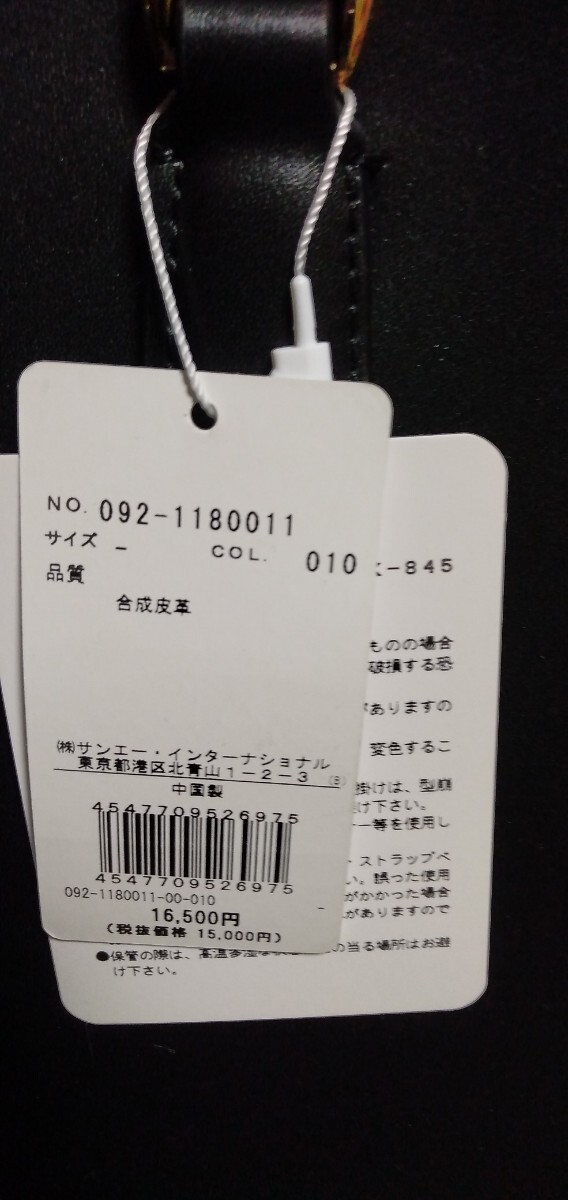 NO. 092-1180011
サイズ - COL. 010
品質
合成皮革
㈱サンエー・インターナショナル
東京都港区北青山1-2-3 (B)
中国製
4547709526975
4547709526975
092-1180011-00-010 -
16,500円
(税抜価格 15,000円)
-845
ものの場合
破損する恐
がありますの
変色するこ
掛けは、型崩
け下さい。
ー等を使用し
ストラップベ
い。誤った使用
がかかった場合
がありますので
●保管の際は、高温多湿
の当る場所はお避
け下さい。